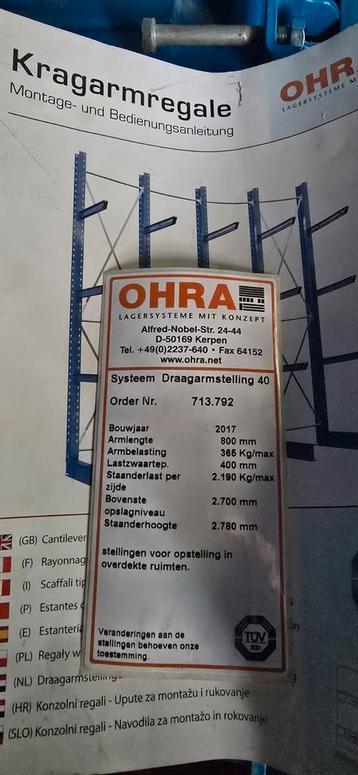 Kragarmregale
Montage- und Bedienungsanleitung
OHR
LAGERSYSTEME M
OHRA
LAGERSYSTEME MIT KONZEPT
Alfred-Nobel-Str. 24-44
D-50169 Kerpen
Tel. +49(0)2237-640 • Fax 64152
www.ohra.net
Systeem Draagarmstelling 40
Order Nr. 713.792
Bouwjaar 2017
Armlengte 800 mm
Armbelasting 365 Kg/max
Lastzwaartep. 400 mm
Staanderlast per 2.190 Kg/max
zijde
Bovenste 2.700 mm
opslagniveau
Staanderhoogte 2.780 mm
stellingen voor opstelling in
overdekte ruimten.
Veranderingen aan de
stellingen behoeven onze
toestemming.
TÜV
(GB) Cantilever
(F) Rayonnag
(I) Scaffali tip
(P) Estantes
(E) Estantería
(PL) Regały w
(NL) Draagarmstelling
(HR) Konzolni regali - Upute za montažu i rukovanje
(SLO) Konzolni regali - Navodila za montažo in rokovanje